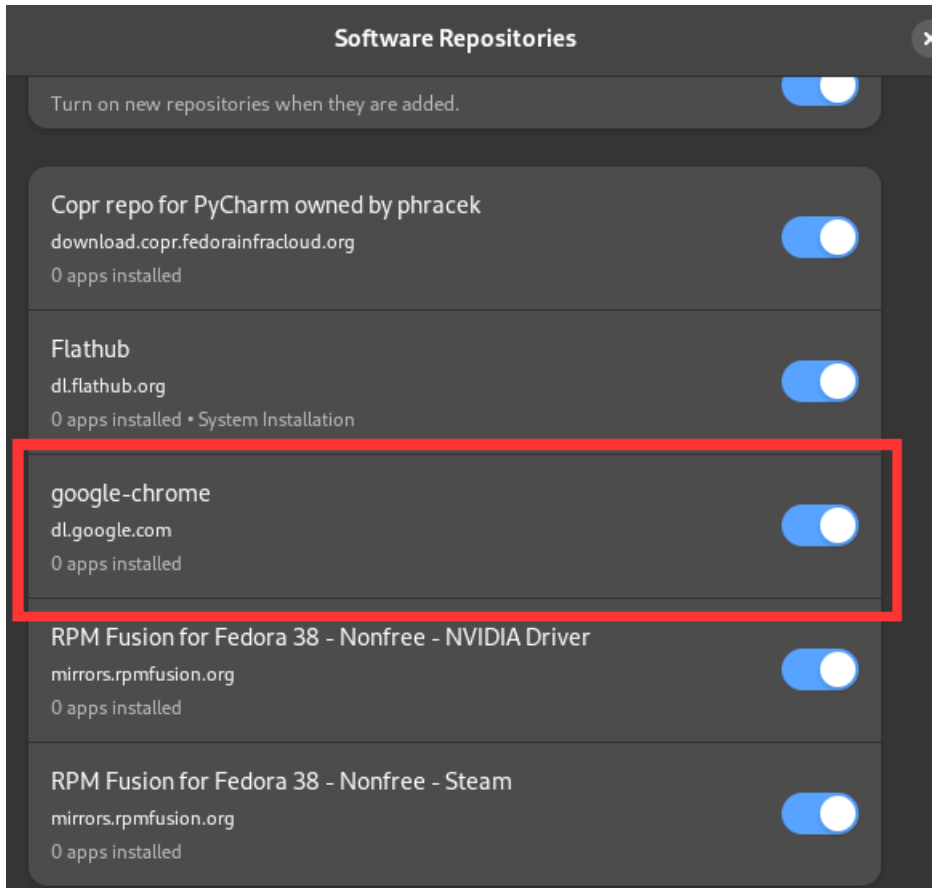 Software Repositories
Turn on new repositories when they are added.
Copr repo for PyCharm owned by phracek
download.copr.fedorainfracloud.org
0 apps installed
Flathub
dl.flathub.org
0 apps installed • System Installation
google-chrome
dl.google.com
0 apps installed
RPM Fusion for Fedora 38 - Nonfree - NVIDIA Driver
mirrors.rpmfusion.org
0 apps installed
RPM Fusion for Fedora 38 - Nonfree - Steam
mirrors.rpmfusion.org
0 apps installed